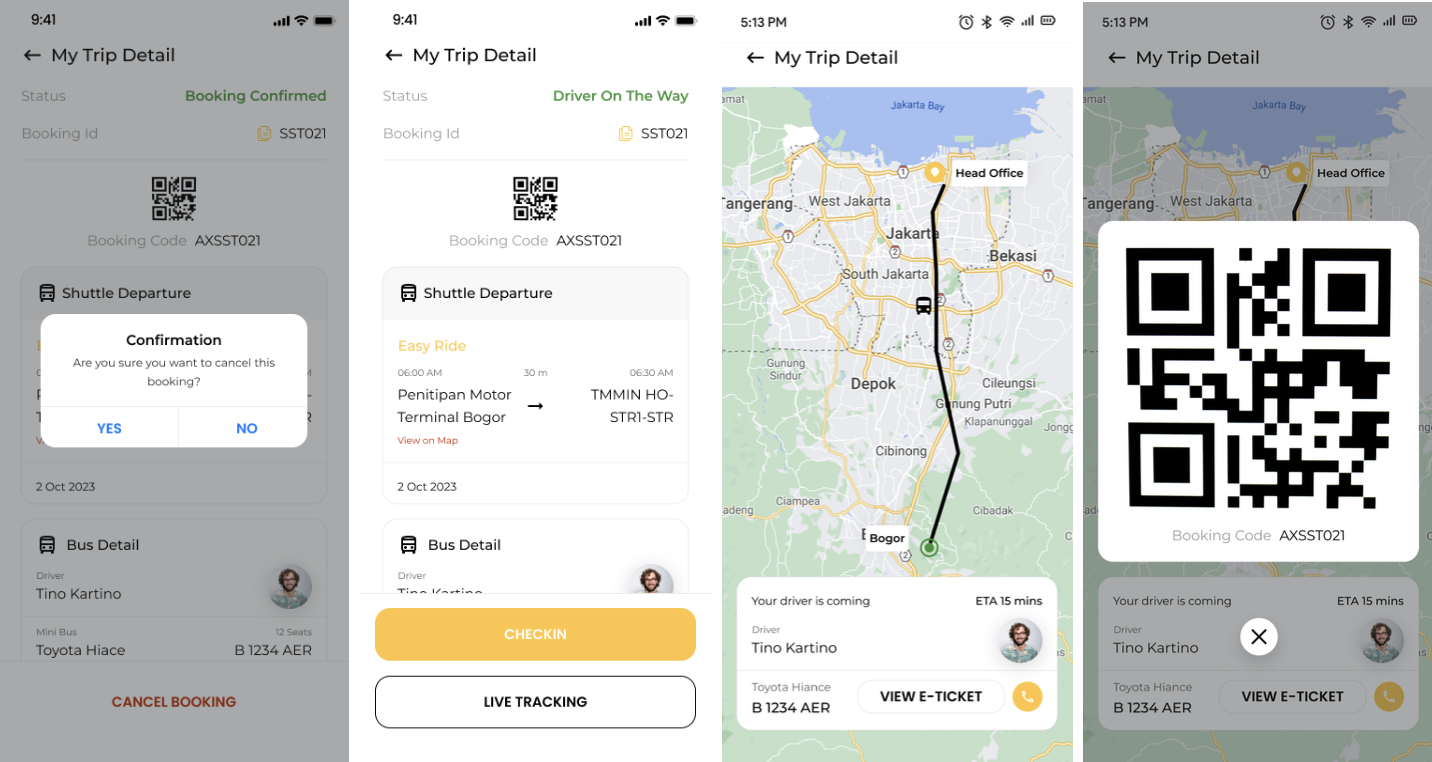 9:41
My Trip Detail
Status Booking Confirmed
Booking Id SST021
Booking Code AXSST021
Shuttle Departure
Confirmation
Are you sure you want to cancel this
booking?
YES NO
2 Oct 2023
Bus Detail
Driver
Tino Kartino
Mini Bus 12 Seats
Toyota Hiace B 1234 AER
CANCEL BOOKING
9:41
My Trip Detail
Status Driver On The Way
Booking Id SST021
Booking Code AXSST021
Shuttle Departure
Easy Ride
06:00 AM 30 m 06:30 AM
Penitipan Motor TMMIN HO-
Terminal Bogor STR1-STR
View on Map
2 Oct 2023
Bus Detail
Driver
Tino Kartino
CHECKIN
LIVE TRACKING
5:13 PM
My Trip Detail
Jakarta Bay
1
Head Office
Tangerang West Jakarta
1
Jakarta
2
Bekasi
South Jakarta
1
2
2
Gunung
Sindur
Depok
Cileungsi
Gunung Putri
Klapanunggal
Cibinong
Ciampea
Cibadak
Bogor
2
Your driver is coming ETA 15 mins
Driver
Tino Kartino
Toyota Hiance
B 1234 AER
VIEW E-TICKET
5:13 PM
My Trip Detail
Jakarta Bay
1
Head Office
Tangerang West Jakarta
Booking Code AXSST021
Your driver is coming ETA 15 mins
Driver
Tino Kartino
Toyota Hiance
B 1234 AER
VIEW E-TICKET